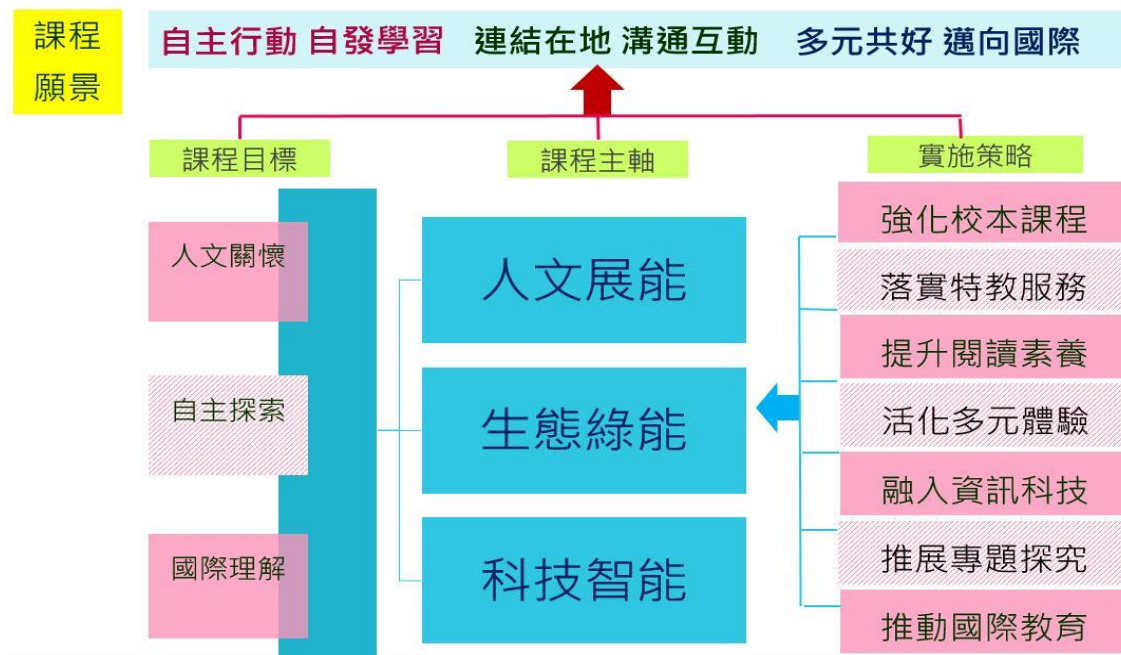 課程
願景
自主行動 自發學習 連結在地 溝通互動 多元共好 邁向國際
課程目標
人文關懷
自主探索
國際理解
課程主軸
人文展能
生態綠能
科技智能
實施策略
強化校本課程
落實特教服務
提升閱讀素養
活化多元體驗
融入資訊科技
推展專題探究
推動國際教育